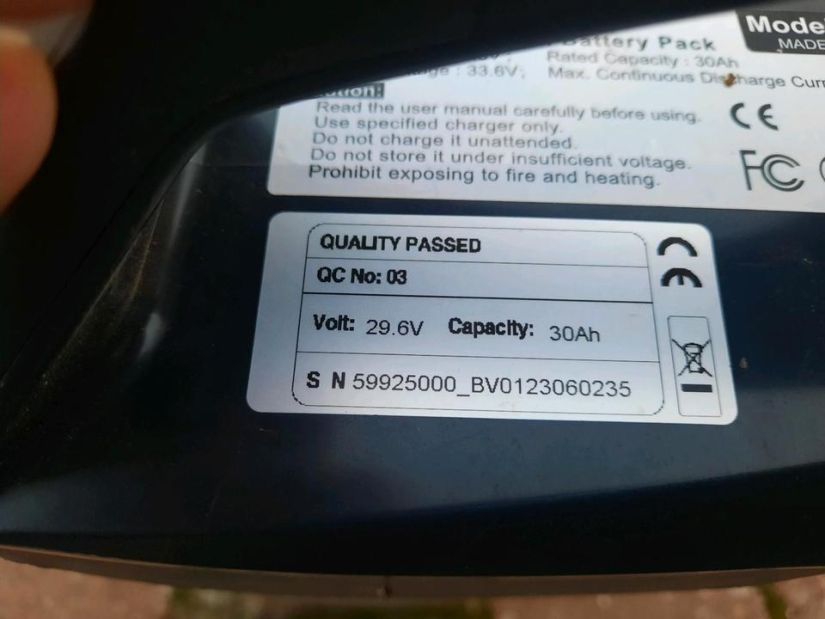 Model
MADE
Battery Pack
Rated Capacity : 30Ah
: 33.6V;
Max. Continuous Discharge Curr
Read the user manual carefully before using.
Use specified charger only.
Do not charge it unattended.
Do not store it under insufficient voltage.
Prohibit exposing to fire and heating.
CE
FC
QUALITY PASSED
QC No: 03
Volt: 29.6V Capacity: 30Ah
S N 59925000_BV0123060235
CE